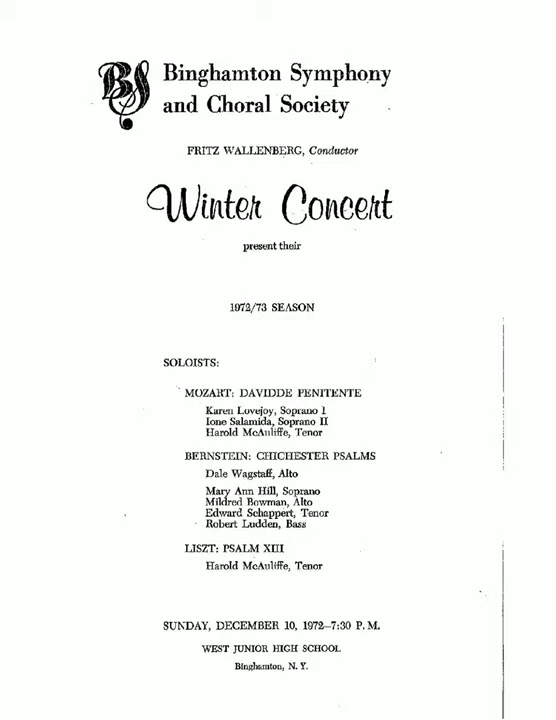 BS
Binghamton Symphony
and Choral Society
FRITZ WALLENBERG, Conductor
Winter Concert
present their
1972/73 SEASON
SOLOISTS:
MOZART: DAVIDDE PENITENTE
Karen Lovejoy, Soprano I
Ione Salamida, Soprano II
Harold McAuliffe, Tenor
BERNSTEIN: CHICHESTER PSALMS
Dale Wagstaff, Alto
Mary Ann Hill, Soprano
Mildred Bowman, Alto
Edward Schappert, Tenor
Robert Ludden, Bass
LISZT: PSALM XIII
Harold McAuliffe, Tenor
SUNDAY, DECEMBER 10, 1972—7:30 P. M.
WEST JUNIOR HIGH SCHOOL
Binghamton, N. Y.